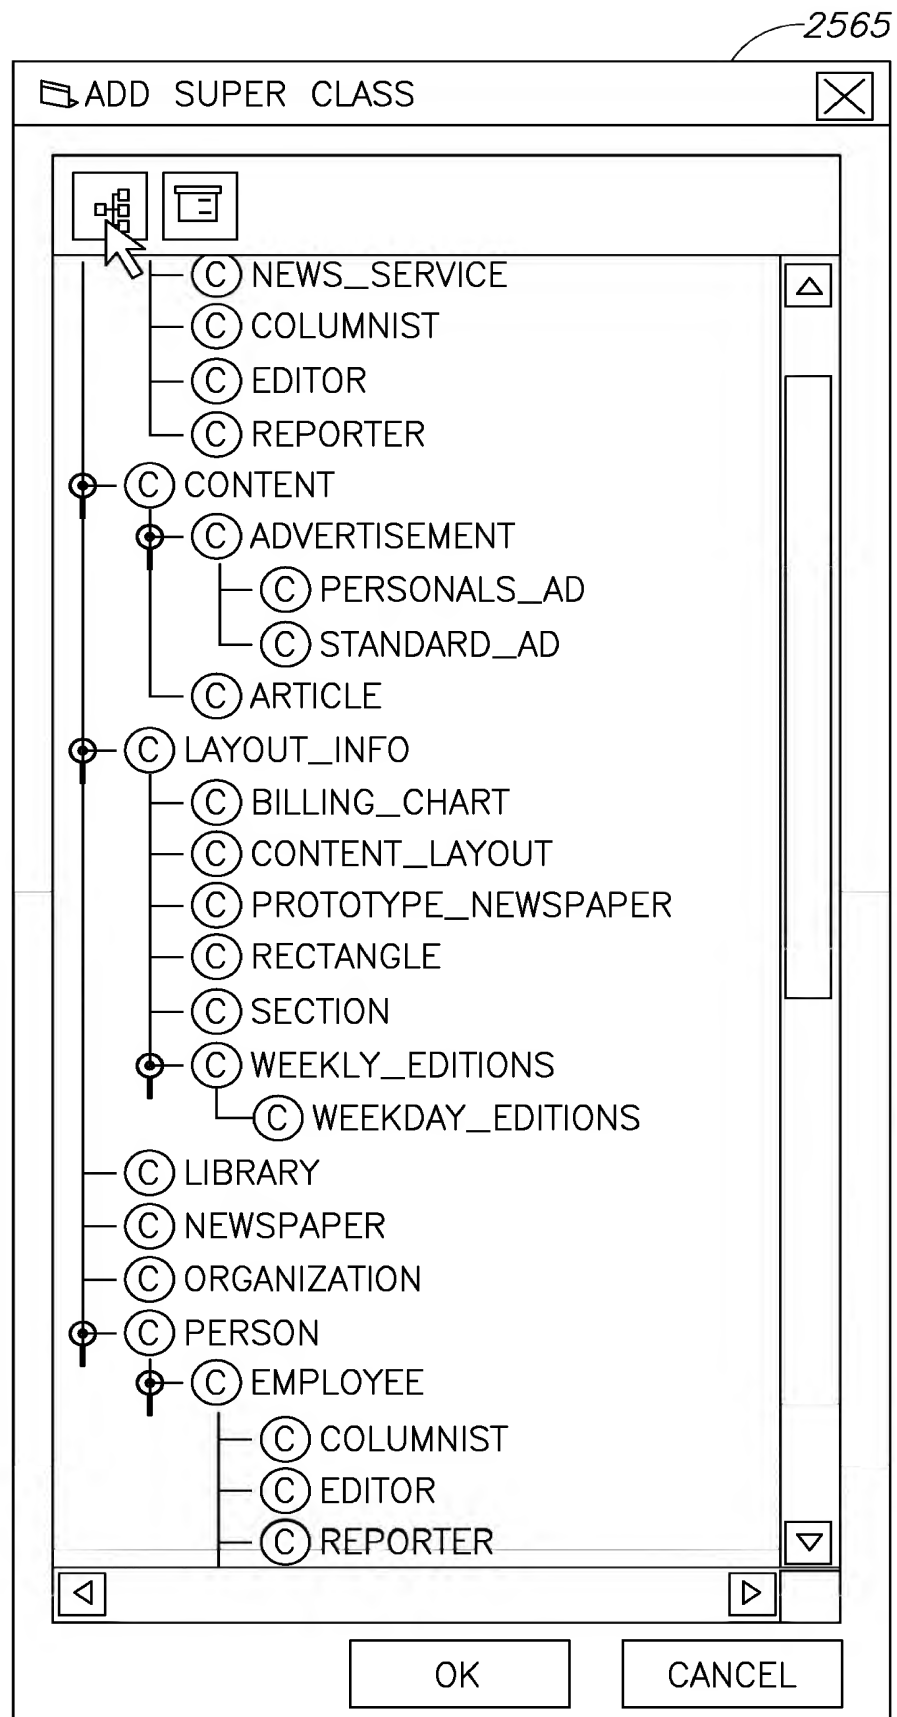 2565
ADD SUPER CLASS
C NEWS_SERVICE
C COLUMNIST
C EDITOR
C REPORTER
C CONTENT
C ADVERTISEMENT
C PERSONALS_AD
C STANDARD_AD
C ARTICLE
C LAYOUT_INFO
C BILLING_CHART
C CONTENT_LAYOUT
C PROTOTYPE_NEWSPAPER
C RECTANGLE
C SECTION
C WEEKLY_EDITIONS
C WEEKDAY_EDITIONS
C LIBRARY
C NEWSPAPER
C ORGANIZATION
C PERSON
C EMPLOYEE
C COLUMNIST
C EDITOR
C REPORTER
OK CANCEL